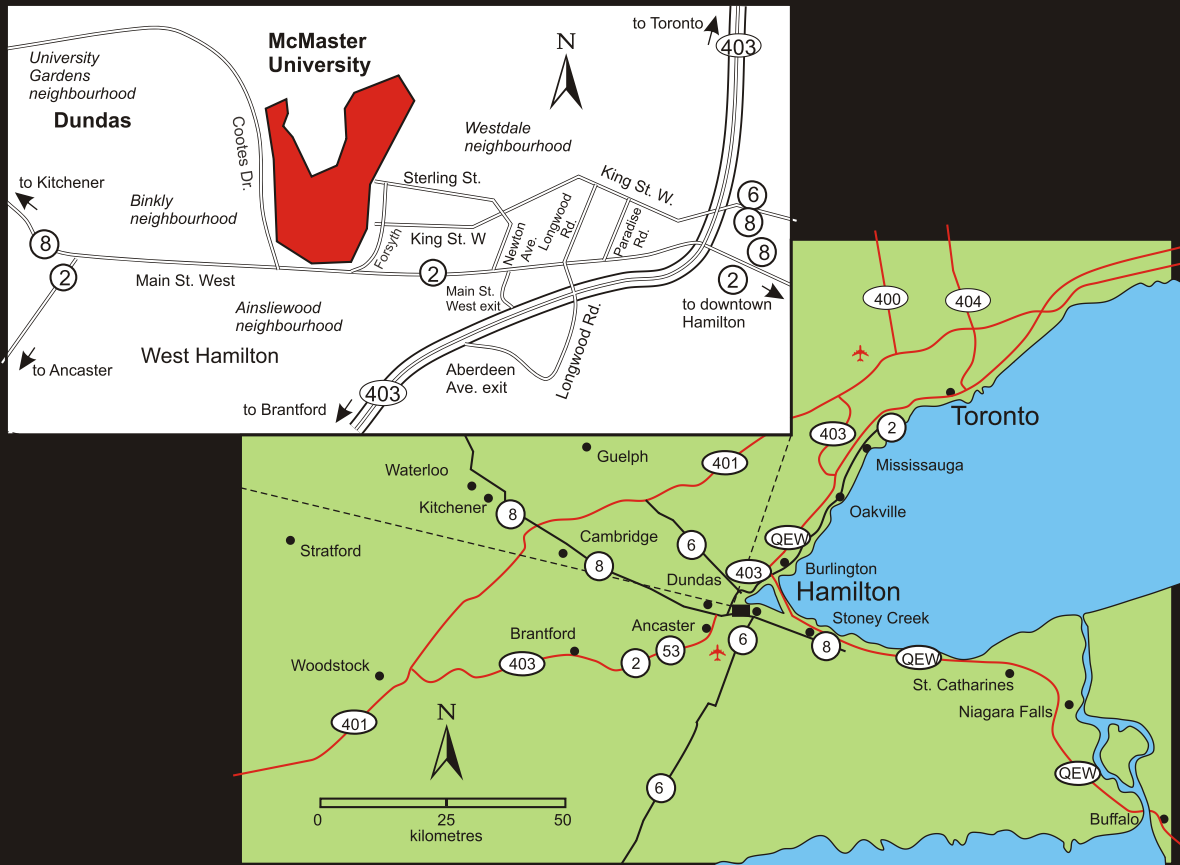 to Toronto
403
McMaster
University
N
University
Gardens
neighbourhood
Dundas
Cootes Dr.
Westdale
neighbourhood
to Kitchener
Sterling St.
King St. W.
6
8
8
2
Binkly
neighbourhood
Longwood
Rd.
Paradise
Rd.
Newton
Ave.
Forsyth
King St. W
8
2
2
Main St. West
Main St.
West exit
to downtown
Hamilton
Ainsliewood
neighbourhood
West Hamilton
Longwood Rd.
to Ancaster
Aberdeen
Ave. exit
403
to Brantford
400
404
Toronto
403
2
Mississauga
Guelph
401
Waterloo
Kitchener
8
Oakville
Stratford
Cambridge
6
QEW
8
403
Burlington
Dundas
Hamilton
Stoney Creek
Ancaster
Brantford
6
8
53
2
403
QEW
Woodstock
St. Catharines
Niagara Falls
401
N
QEW
6
Buffalo
0
25
50
kilometres